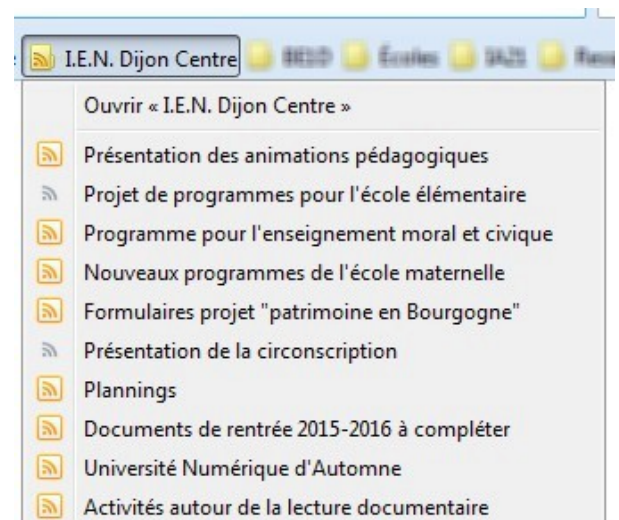 I.E.N. Dijon Centre
Ouvrir « I.E.N. Dijon Centre »
Présentation des animations pédagogiques
Projet de programmes pour l'école élémentaire
Programme pour l'enseignement moral et civique
Nouveaux programmes de l'école maternelle
Formulaires projet "patrimoine en Bourgogne"
Présentation de la circonscription
Plannings
Documents de rentrée 2015-2016 à compléter
Université Numérique d'Automne
Activités autour de la lecture documentaire